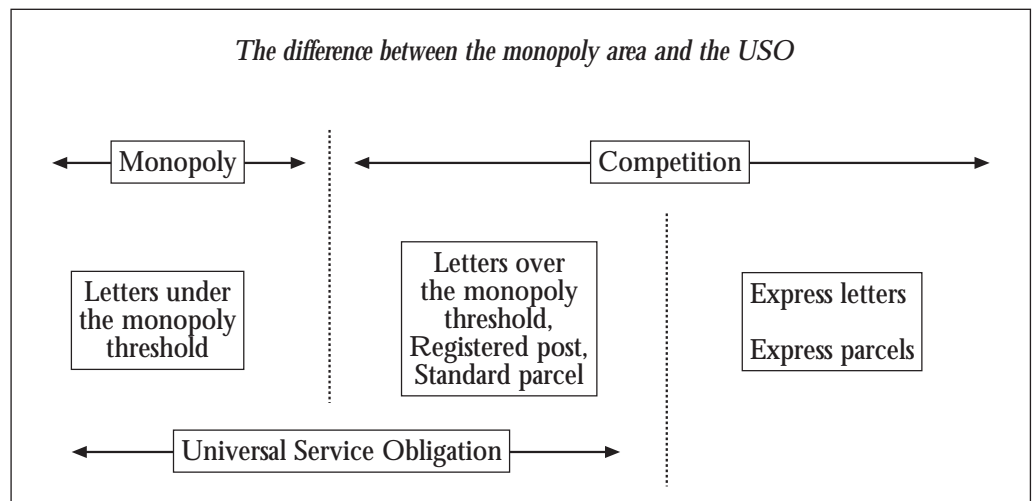 The difference between the monopoly area and the USO
Monopoly
Competition
Letters under
the monopoly
threshold
Letters over
the monopoly
threshold,
Registered post,
Standard parcel
Express letters
Express parcels
Universal Service Obligation